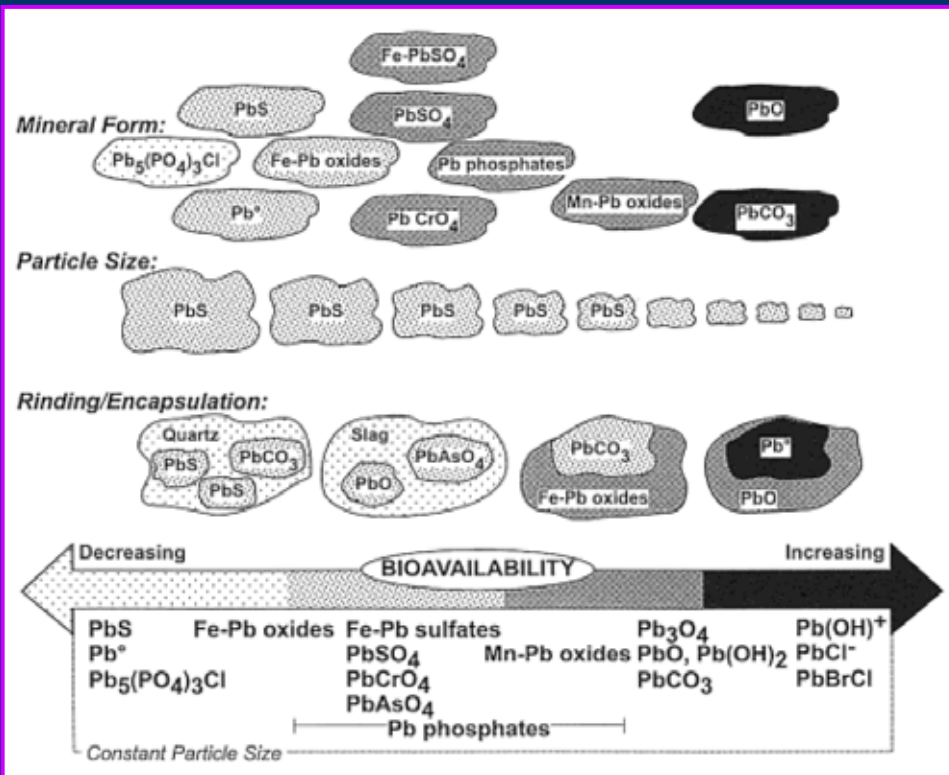 Fe-PbSO₄
PbS
PbSO₄
PbO
Mineral Form:
Pb₅(PO₄)₃Cl
Fe-Pb oxides
Pb phosphates
Pb°
Pb CrO₄
Mn-Pb oxides
PbCO₃
Particle Size:
PbS PbS PbS PbS PbS
Rinding/Encapsulation:
Quartz
PbS
PbCO₃
PbS
Slag
PbAsO₄
PbO
PbCO₃
Fe-Pb oxides
Pb°
PbO
Decreasing
BIOAVAILABILITY
Increasing
PbS Fe-Pb oxides Fe-Pb sulfates Pb₃O₄ Pb(OH)⁺
Pb° PbSO₄ Mn-Pb oxides PbO, Pb(OH)₂ PbCl⁻
Pb₅(PO₄)₃Cl PbCrO₄ PbCO₃ PbBrCl
PbAsO₄
Pb phosphates
Constant Particle Size